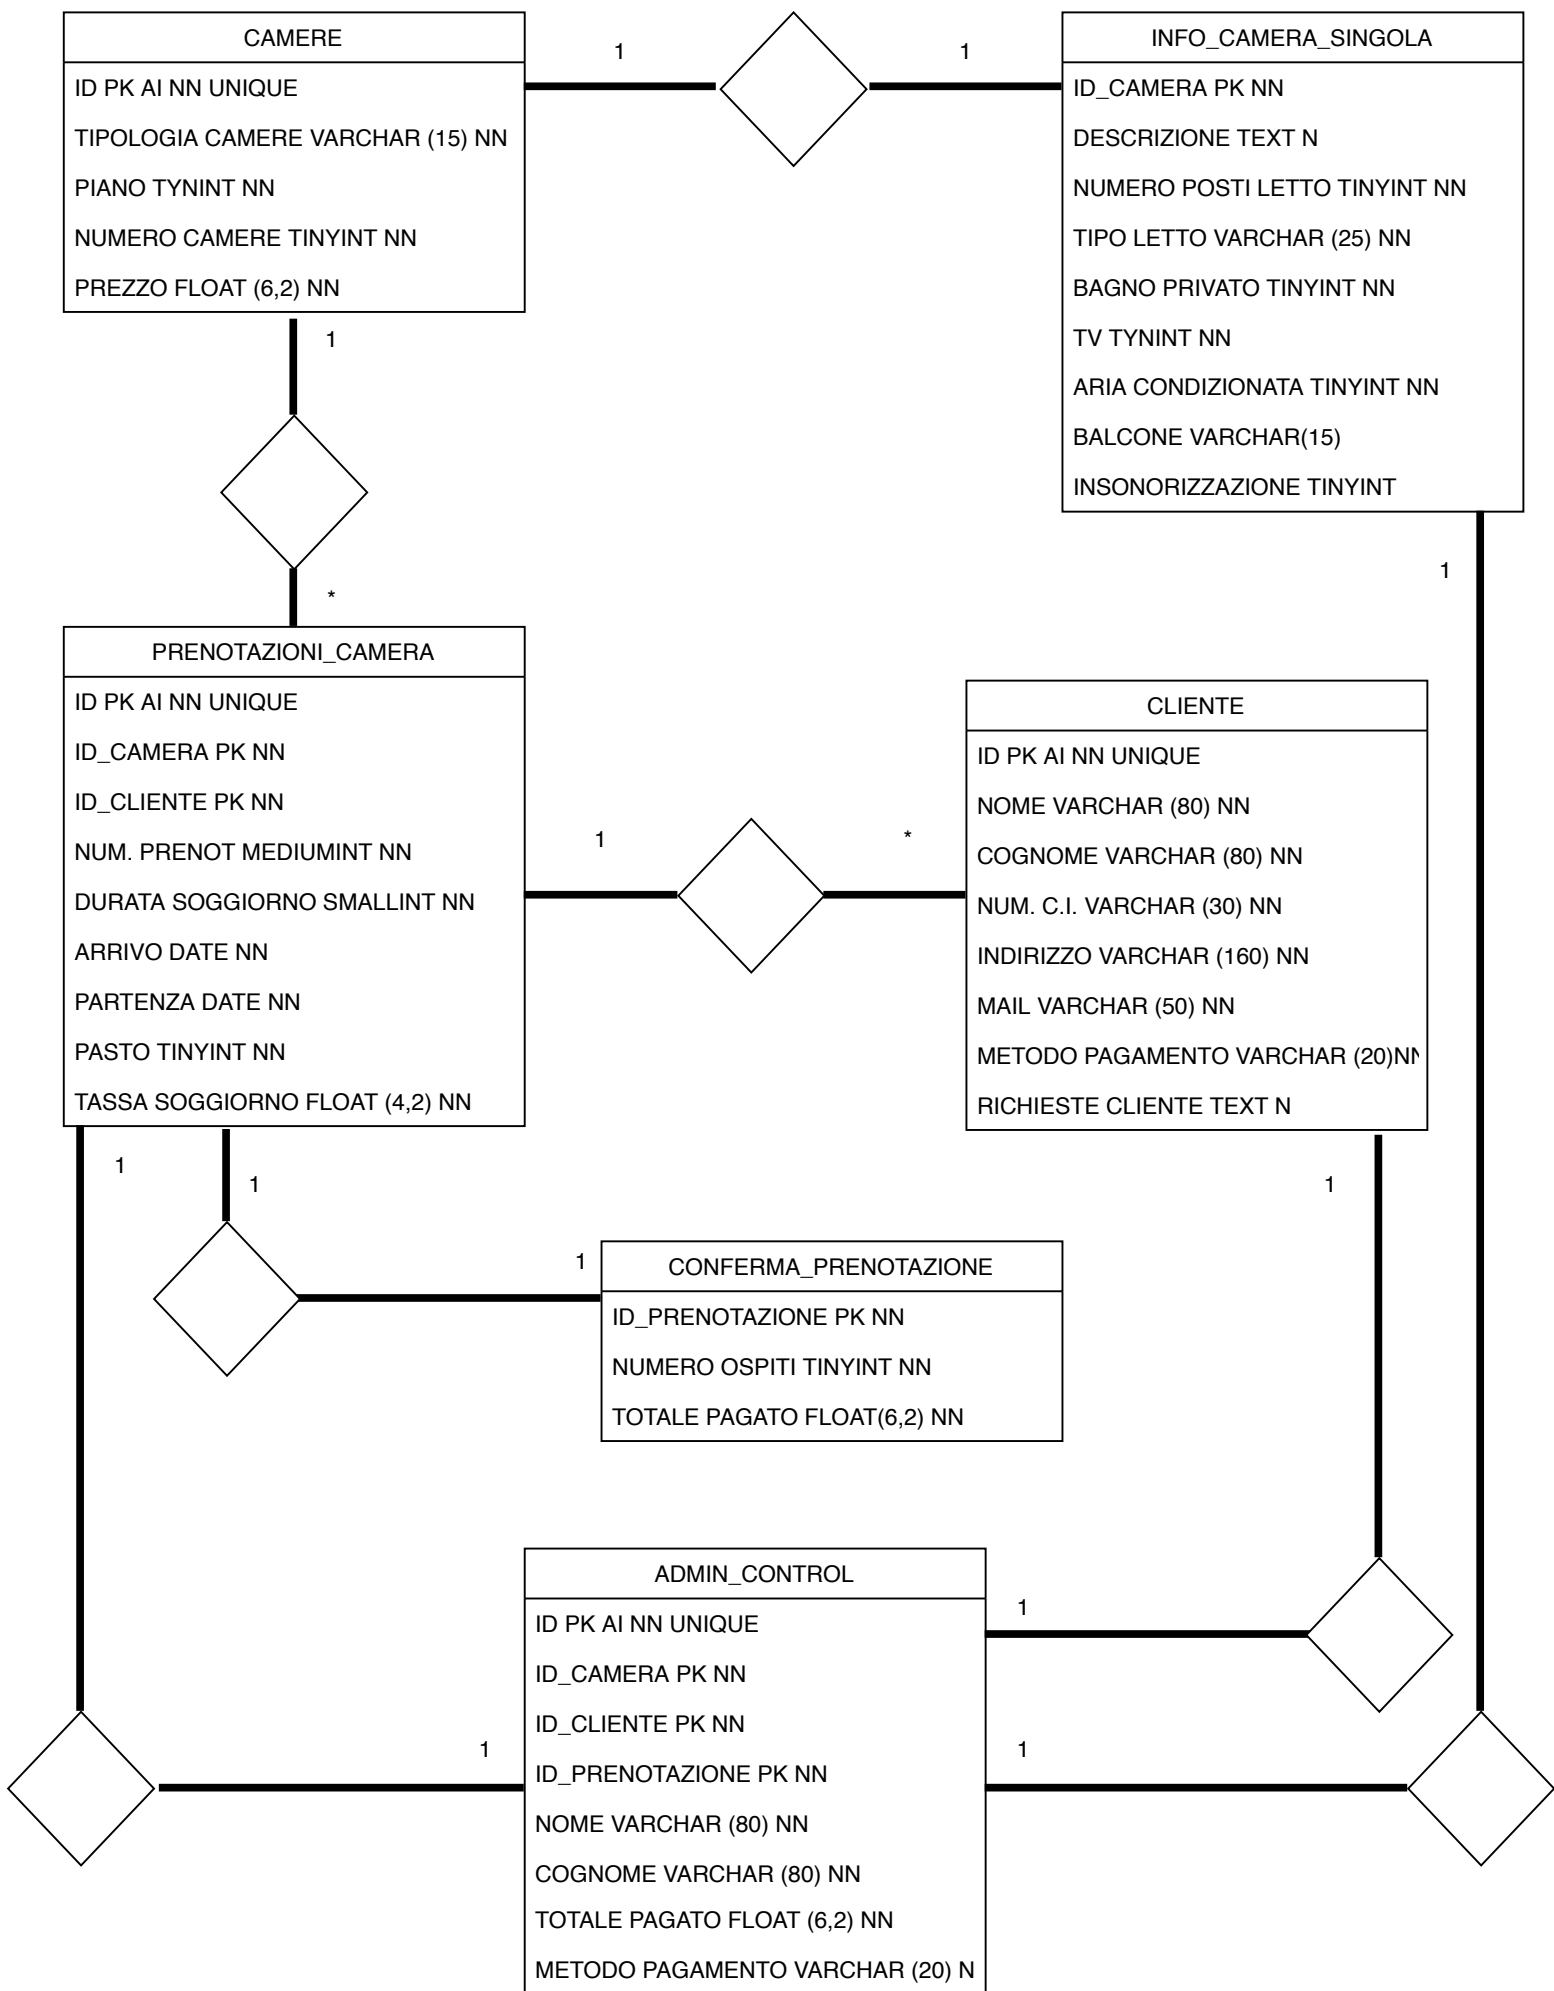 CAMERE
ID PK AI NN UNIQUE
TIPOLOGIA CAMERE VARCHAR (15) NN
PIANO TYNINT NN
NUMERO CAMERE TINYINT NN
PREZZO FLOAT (6,2) NN
1
1
INFO_CAMERA_SINGOLA
ID_CAMERA PK NN
DESCRIZIONE TEXT N
NUMERO POSTI LETTO TINYINT NN
TIPO LETTO VARCHAR (25) NN
BAGNO PRIVATO TINYINT NN
TV TYNINT NN
ARIA CONDIZIONATA TINYINT NN
BALCONE VARCHAR(15)
INSONORIZZAZIONE TINYINT
1
*
1
PRENOTAZIONI_CAMERA
ID PK AI NN UNIQUE
ID_CAMERA PK NN
ID_CLIENTE PK NN
NUM. PRENOT MEDIUMINT NN
DURATA SOGGIORNO SMALLINT NN
ARRIVO DATE NN
PARTENZA DATE NN
PASTO TINYINT NN
TASSA SOGGIORNO FLOAT (4,2) NN
1
*
CLIENTE
ID PK AI NN UNIQUE
NOME VARCHAR (80) NN
COGNOME VARCHAR (80) NN
NUM. C.I. VARCHAR (30) NN
INDIRIZZO VARCHAR (160) NN
MAIL VARCHAR (50) NN
METODO PAGAMENTO VARCHAR (20)NN
RICHIESTE CLIENTE TEXT N
1
1
1
1
CONFERMA_PRENOTAZIONE
ID_PRENOTAZIONE PK NN
NUMERO OSPITI TINYINT NN
TOTALE PAGATO FLOAT(6,2) NN
ADMIN_CONTROL
ID PK AI NN UNIQUE
ID_CAMERA PK NN
ID_CLIENTE PK NN
ID_PRENOTAZIONE PK NN
NOME VARCHAR (80) NN
COGNOME VARCHAR (80) NN
TOTALE PAGATO FLOAT (6,2) NN
METODO PAGAMENTO VARCHAR (20) N
1
1
1